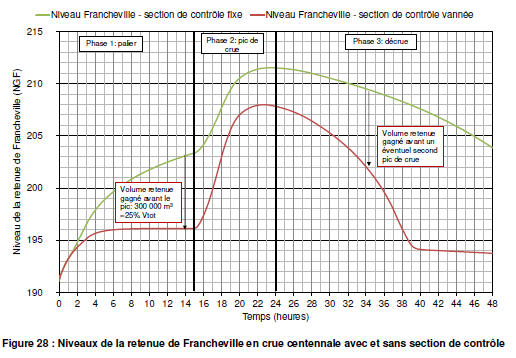 Niveau Francheville - section de contrôle fixe
Niveau Francheville - section de contrôle vannée
Niveau de la retenue de Francheville (NGF)
215
210
205
200
195
190
Phase 1: palier
Phase 2: pic de
crue
Phase 3: décrue
Volume retenue
gagné avant le
pic: 300 000 m³
~25% Vtot
Volume retenue
gagné avant un
éventuel second
pic de crue
0 2 4 6 8 10 12 14 16 18 20 22 24 26 28 30 32 34 36 38 40 42 44 46 48
Temps (heures)
Figure 28 : Niveaux de la retenue de Francheville en crue centennale avec et sans section de contrôle